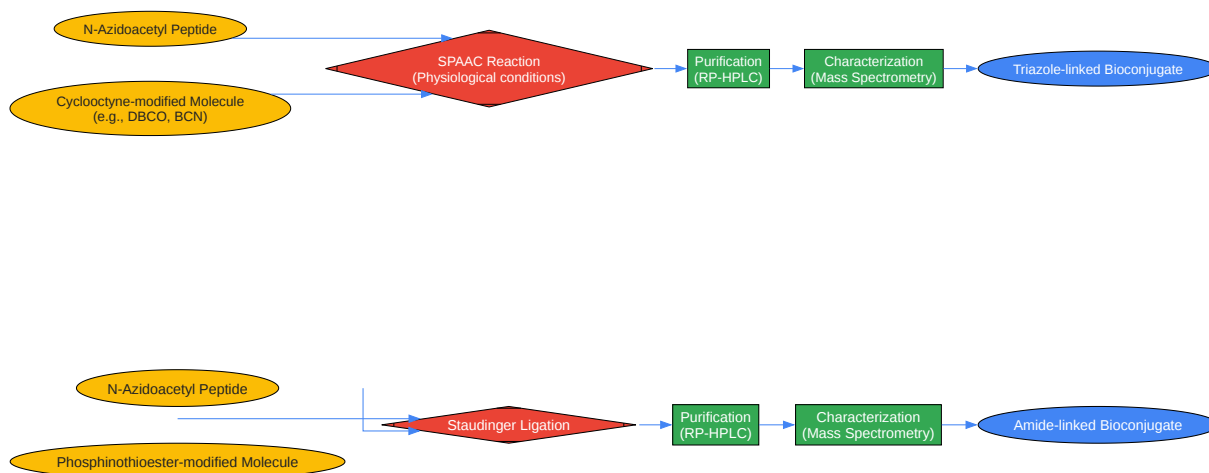 N-Azidoacetyl Peptide
Cyclooctyne-modified Molecule
(e.g., DBCO, BCN)
SPAAC Reaction
(Physiological conditions)
Purification
(RP-HPLC)
Characterization
(Mass Spectrometry)
Triazole-linked Bioconjugate
N-Azidoacetyl Peptide
Phosphinothioester-modified Molecule
Staudinger Ligation
Purification
(RP-HPLC)
Characterization
(Mass Spectrometry)
Amide-linked Bioconjugate